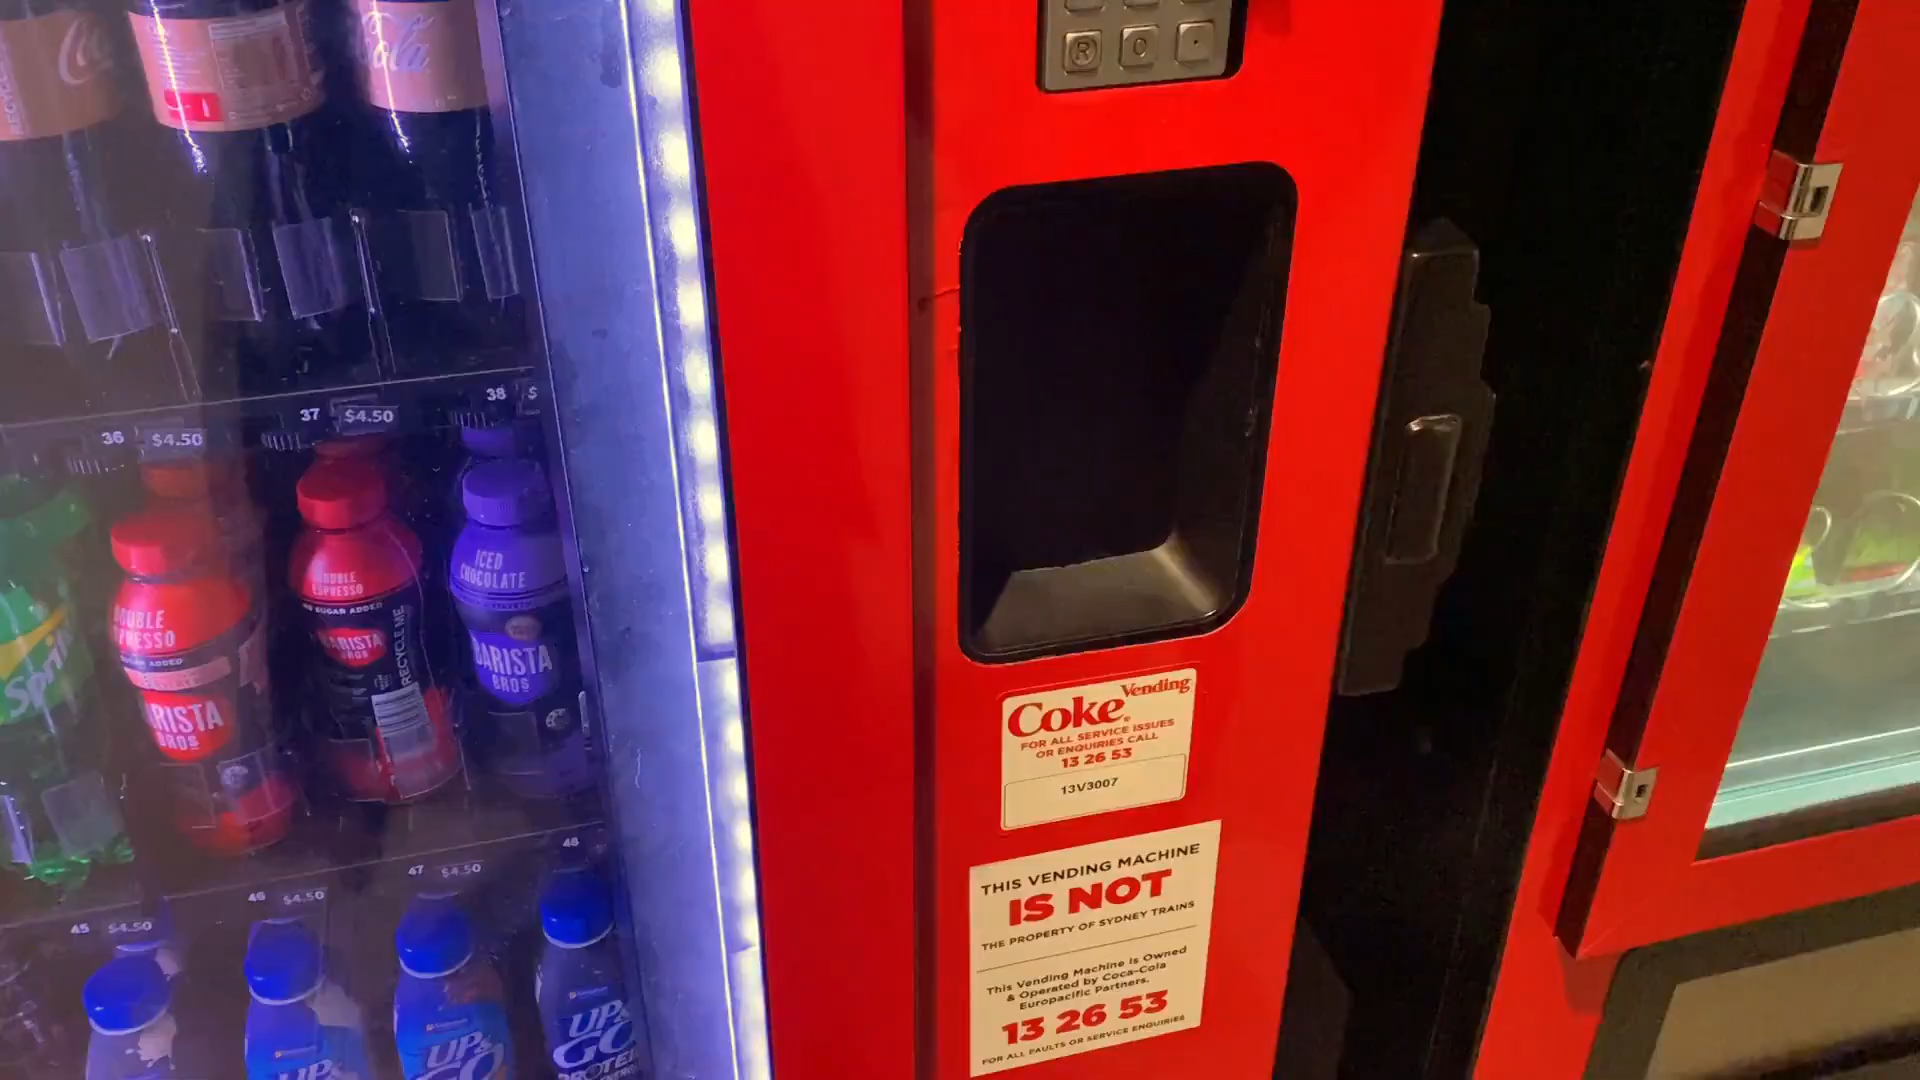 Cola
R 0 .
36 $4.50
37 $4.50
38 $
Sprite
DOUBLE
ESPRESSO
BARISTA
BROS
DOUBLE
ESPRESSO
NO SUGAR ADDED
BARISTA
BROS
RECYCLE ME
ICED
CHOCOLATE
BARISTA
BROS
45 $4.50
46 $4.50
47 $4.50
48
UP&
UP&
GO
UP&
GO
PROTEIN
Coke Vending
FOR ALL SERVICE ISSUES
OR ENQUIRIES CALL
13 26 53
13V3007
THIS VENDING MACHINE
IS NOT
THE PROPERTY OF SYDNEY TRAINS
This Vending Machine is Owned
& Operated by Coca-Cola
Europacific Partners.
13 26 53
FOR ALL FAULTS OR SERVICE ENQUIRIES